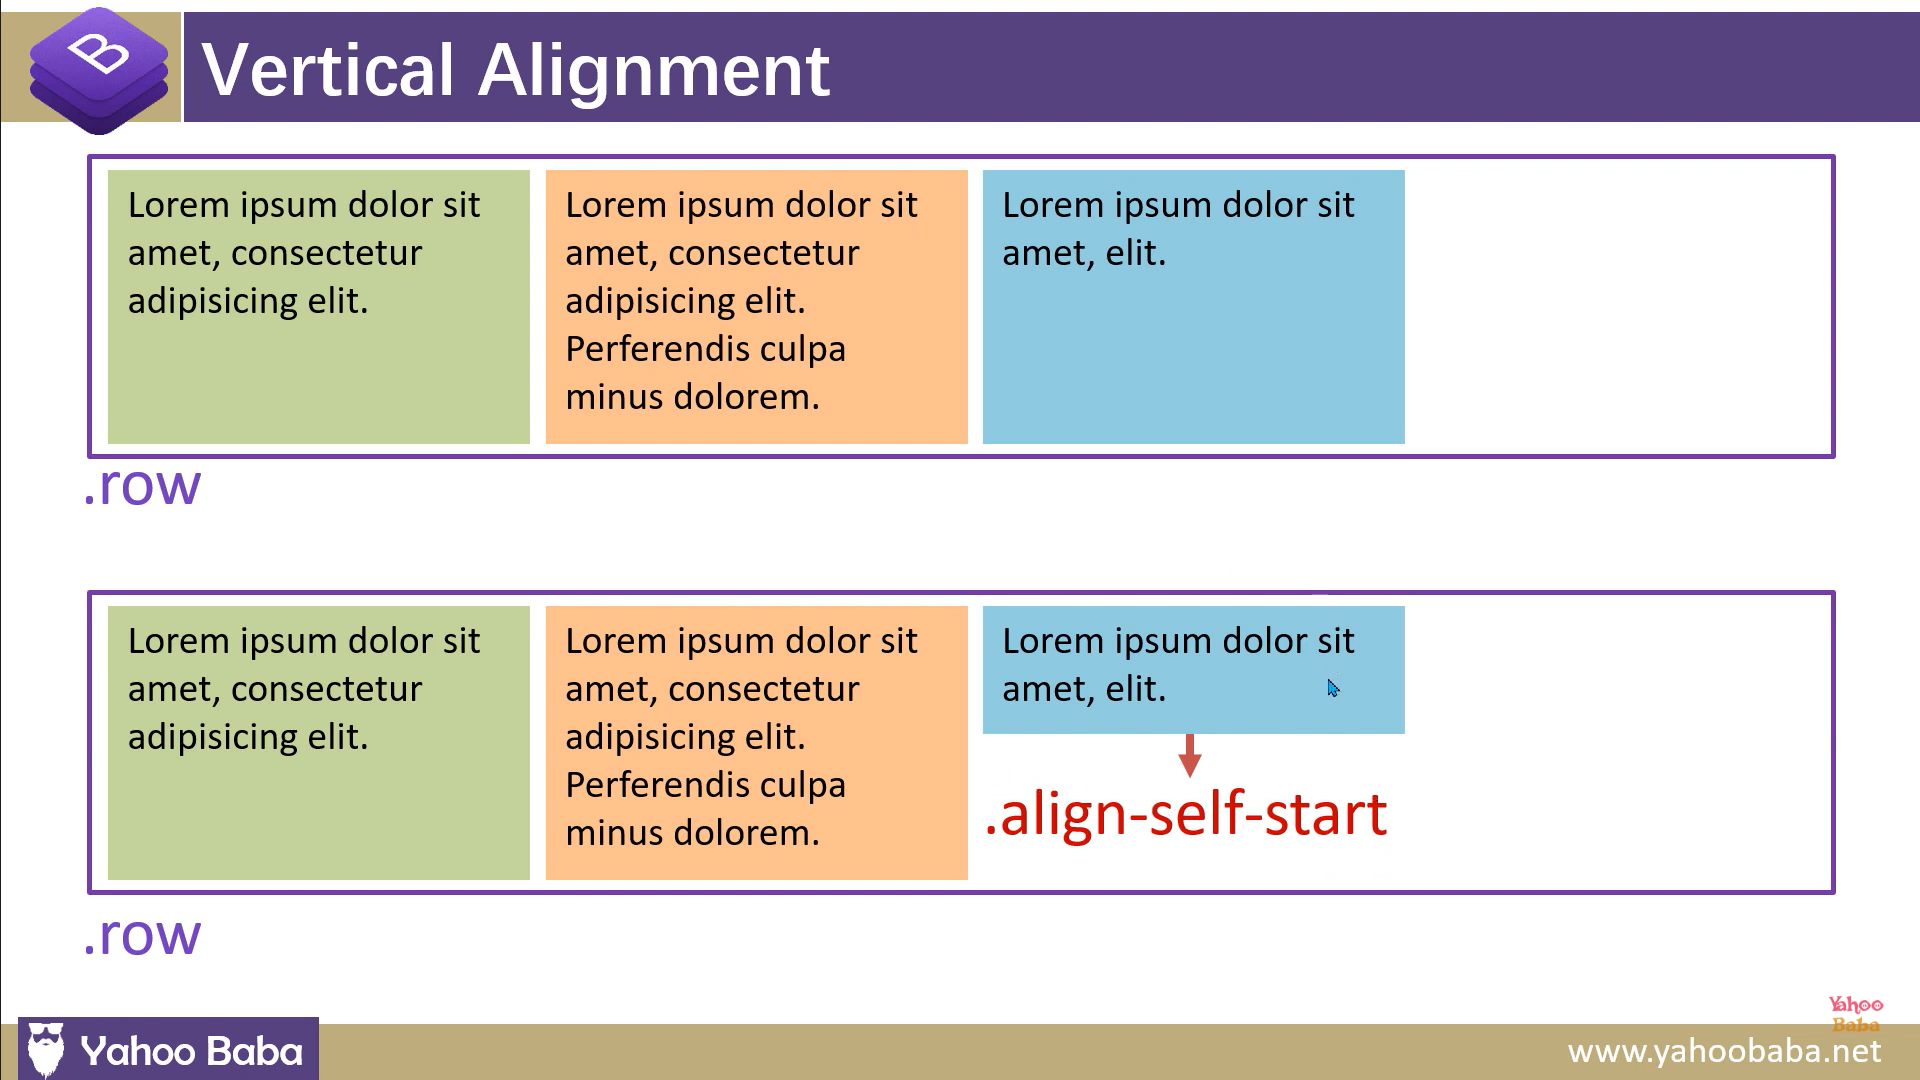 B
Vertical Alignment
Lorem ipsum dolor sit
amet, consectetur
adipisicing elit.
Lorem ipsum dolor sit
amet, consectetur
adipisicing elit.
Perferendis culpa
minus dolorem.
Lorem ipsum dolor sit
amet, elit.
.row
Lorem ipsum dolor sit
amet, consectetur
adipisicing elit.
Lorem ipsum dolor sit
amet, consectetur
adipisicing elit.
Perferendis culpa
minus dolorem.
Lorem ipsum dolor sit
amet, elit.
.align-self-start
.row
Yahoo
Baba
Yahoo Baba
www.yahoobaba.net